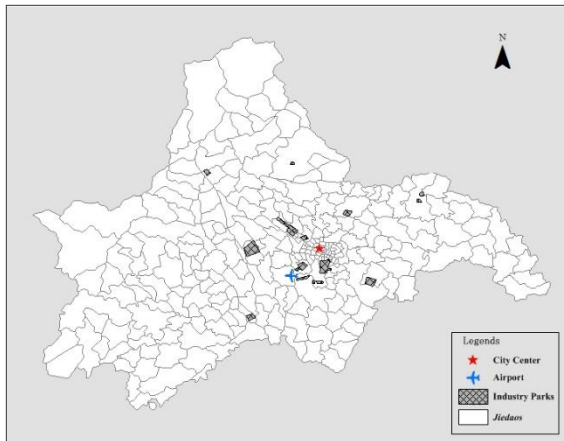 N
Legends
City Center
Airport
Industry Parks
Jiedaos